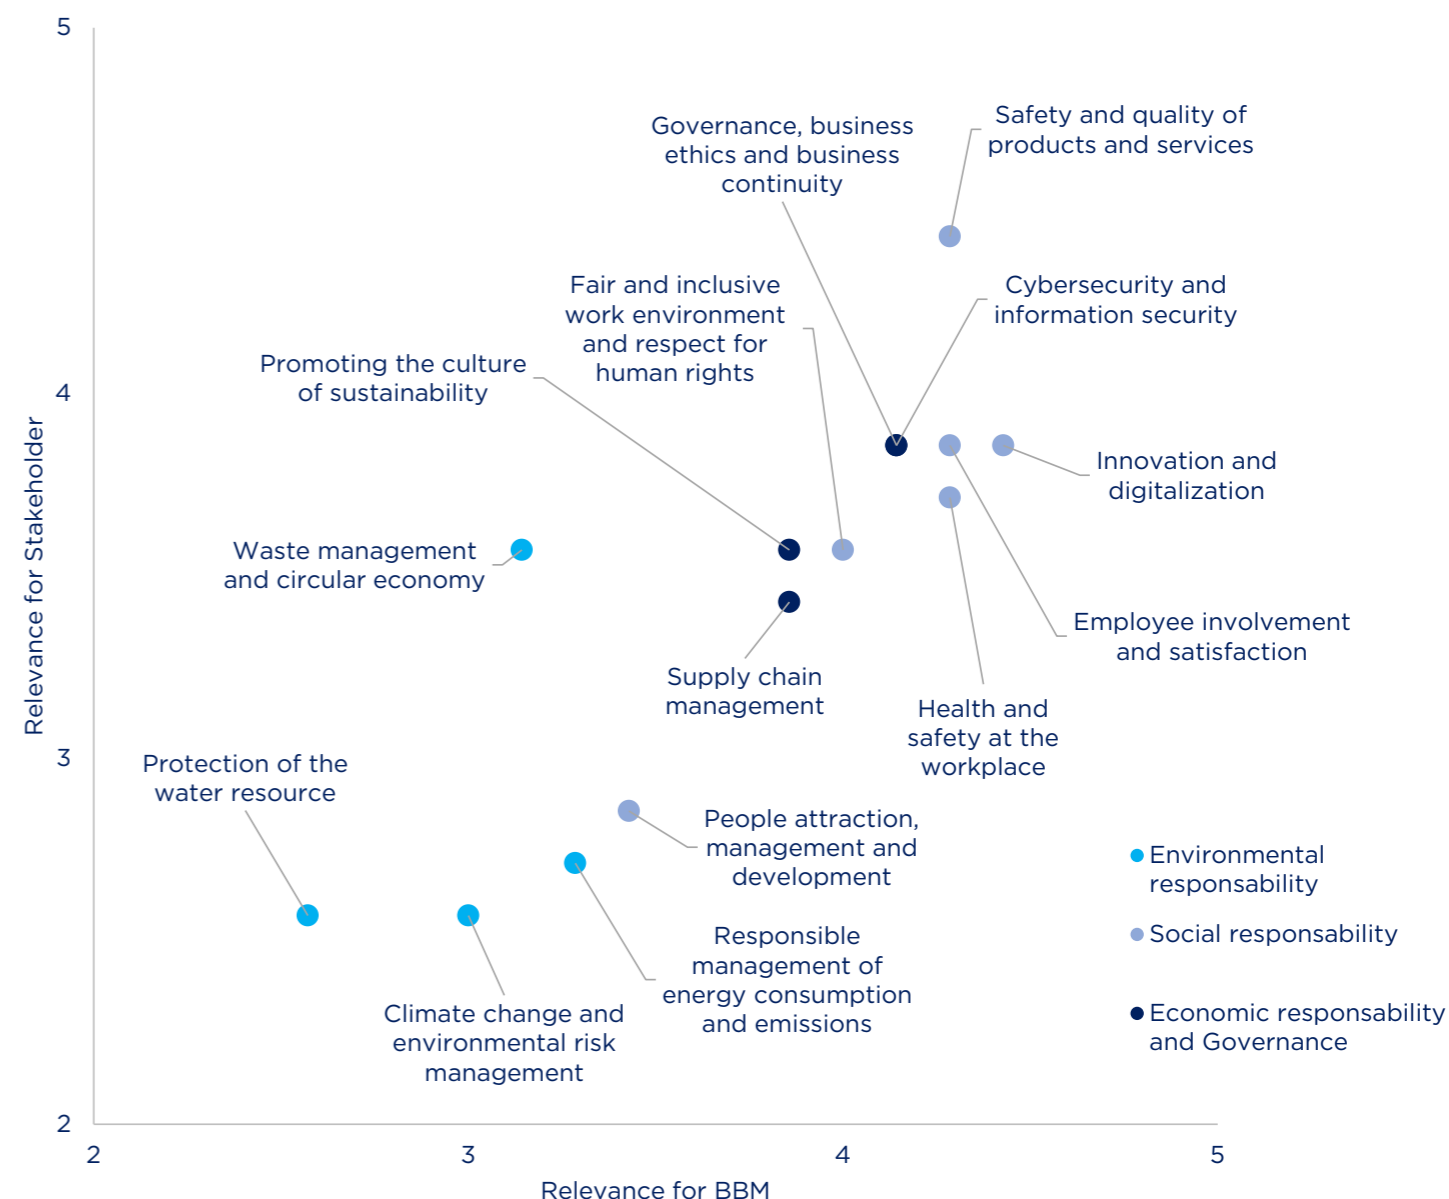 5
Safety and quality of
products and services
Governance, business
ethics and business
continuity
Fair and inclusive
work environment
and respect for
human rights
Cybersecurity and
information security
Promoting the culture
of sustainability
4
Relevance for Stakeholder
Innovation and
digitalization
Waste management
and circular economy
Employee involvement
and satisfaction
Supply chain
management
Health and
safety at the
workplace
3
Protection of the
water resource
People attraction,
management and
development
Environmental
responsability
Social responsability
Economic responsability
and Governance
Responsible
management of
energy consumption
and emissions
Climate change and
environmental risk
management
2
2
3
4
5
Relevance for BBM